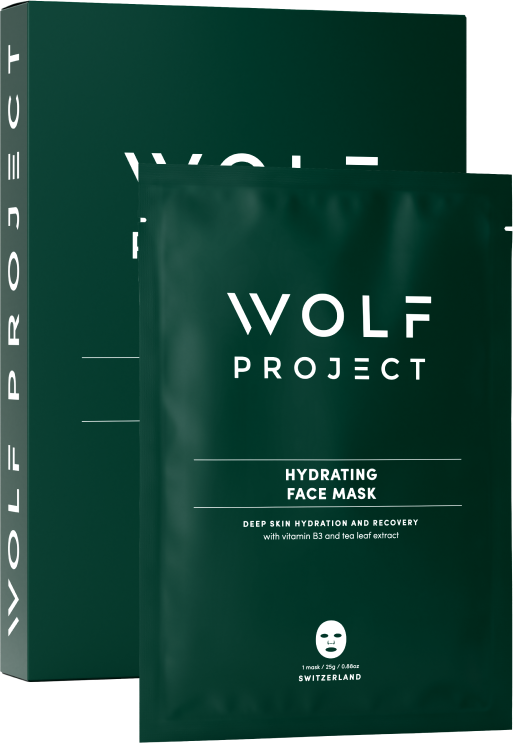 WOLF PROJECT
WOLF
WOLF
PROJECT
HYDRATING
FACE MASK
DEEP SKIN HYDRATION AND RECOVERY
with vitamin B3 and tea leaf extract
1 mask / 25g / 0.88oz
SWITZERLAND